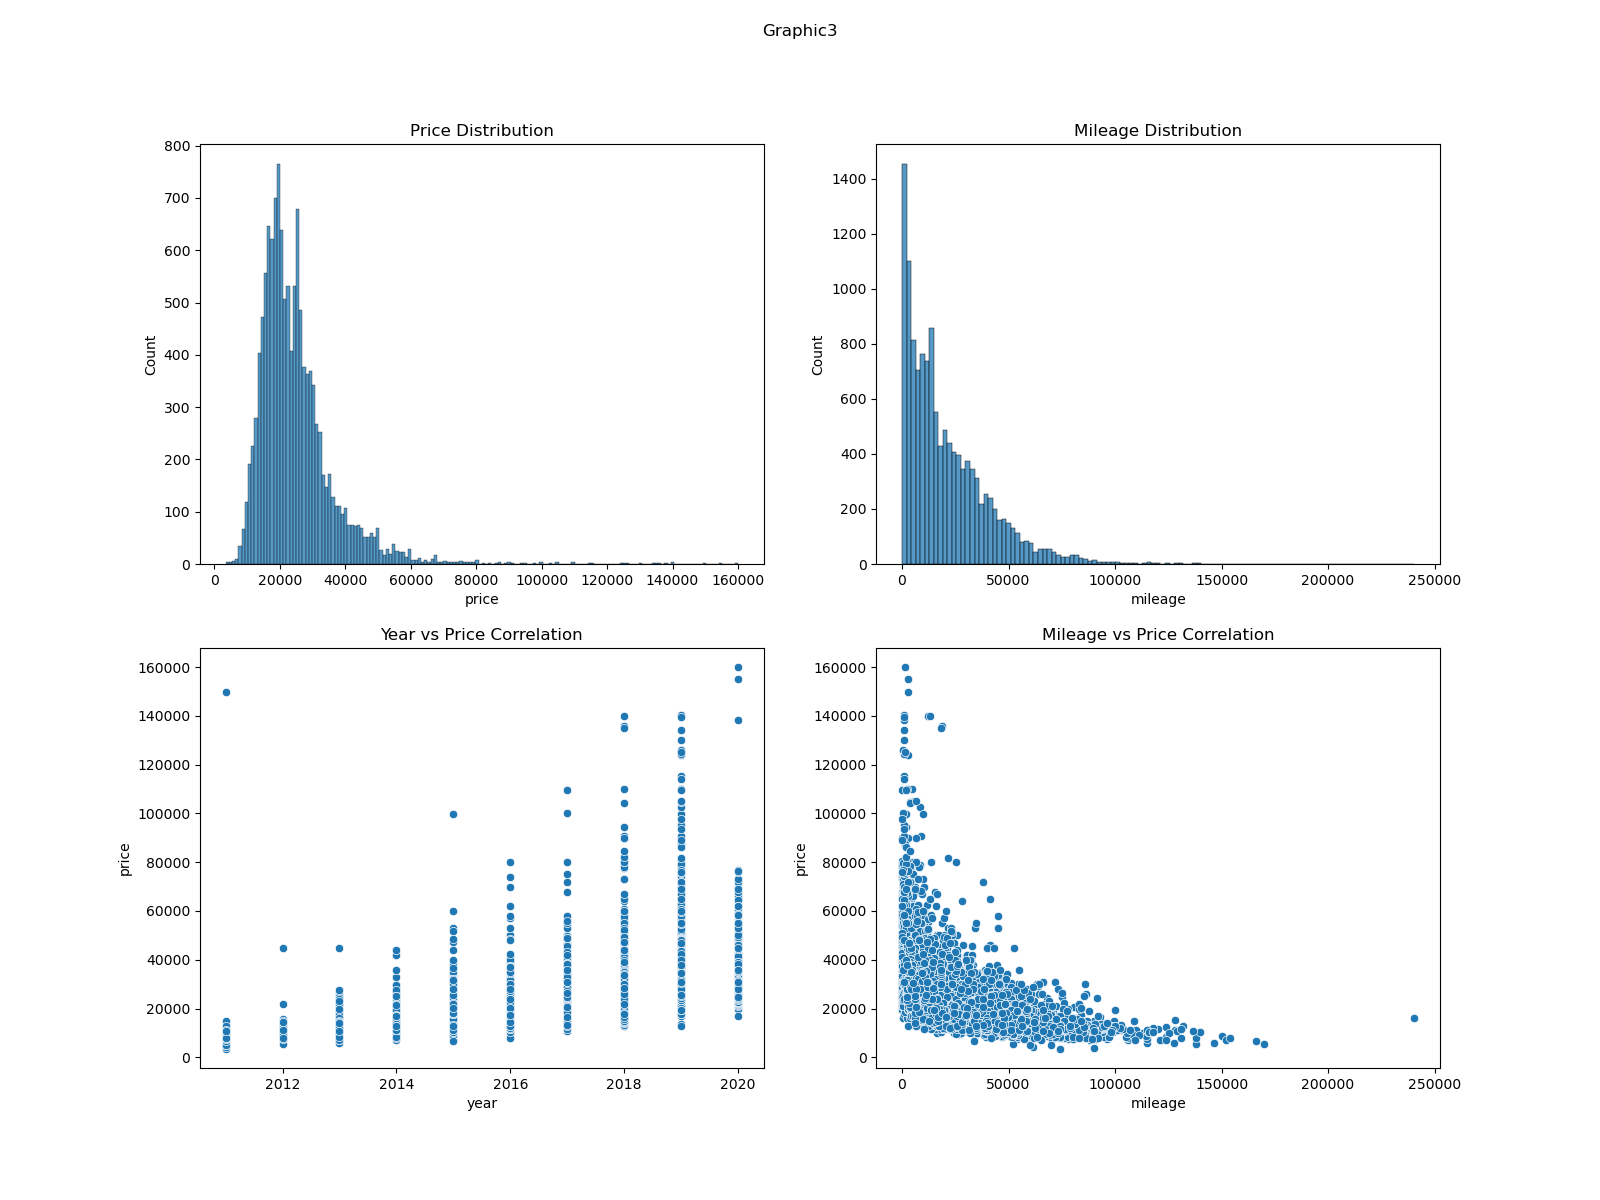 Graphic3
Price Distribution
800
700
600
500
400
300
200
100
0
Count
0 20000 40000 60000 80000 100000 120000 140000 160000
price
Mileage Distribution
1400
1200
1000
800
600
400
200
0
Count
0 50000 100000 150000 200000 250000
mileage
Year vs Price Correlation
160000
140000
120000
100000
80000
60000
40000
20000
0
price
2012 2014 2016 2018 2020
year
Mileage vs Price Correlation
160000
140000
120000
100000
80000
60000
40000
20000
0
price
0 50000 100000 150000 200000 250000
mileage